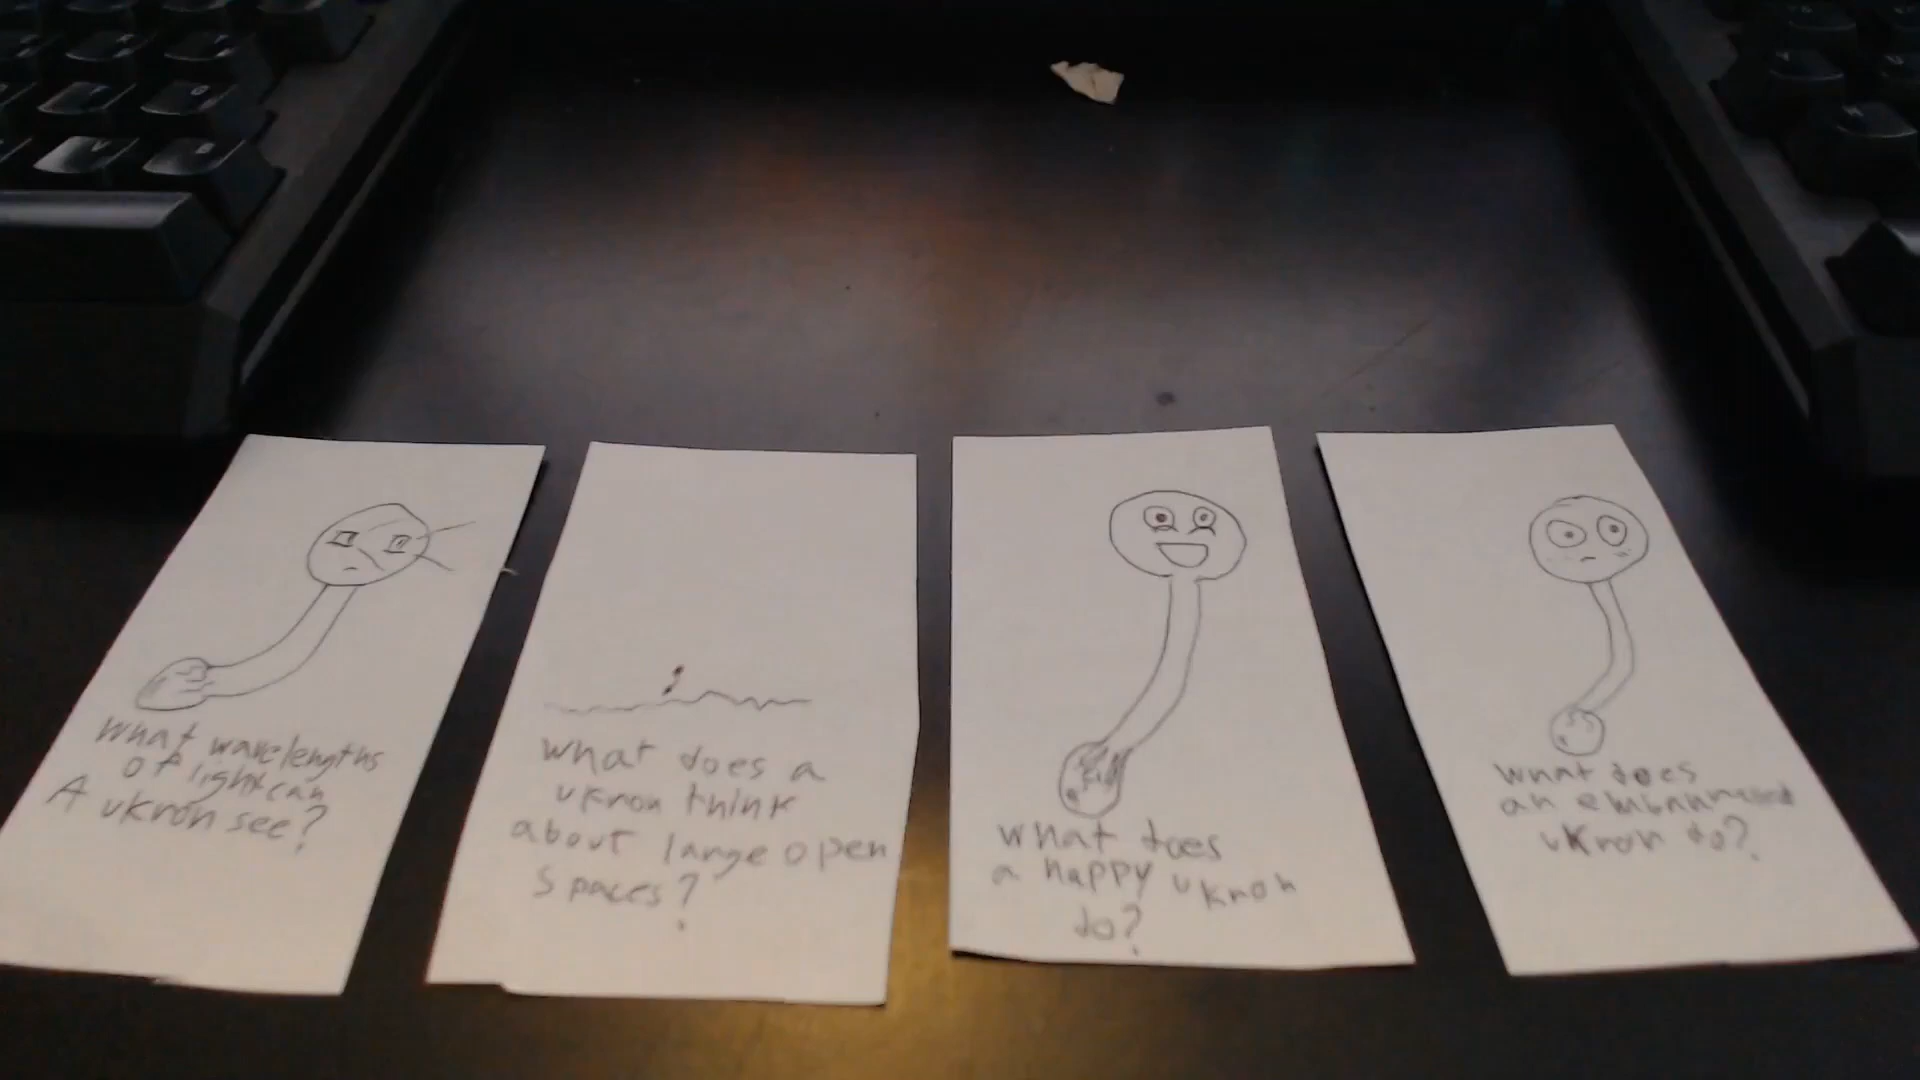 What wavelengths
of light can
A ukron see?
what does a
ukron think
about large open
spaces?
what does
a happy ukron
do?
what does
an embarrassed
ukron do?